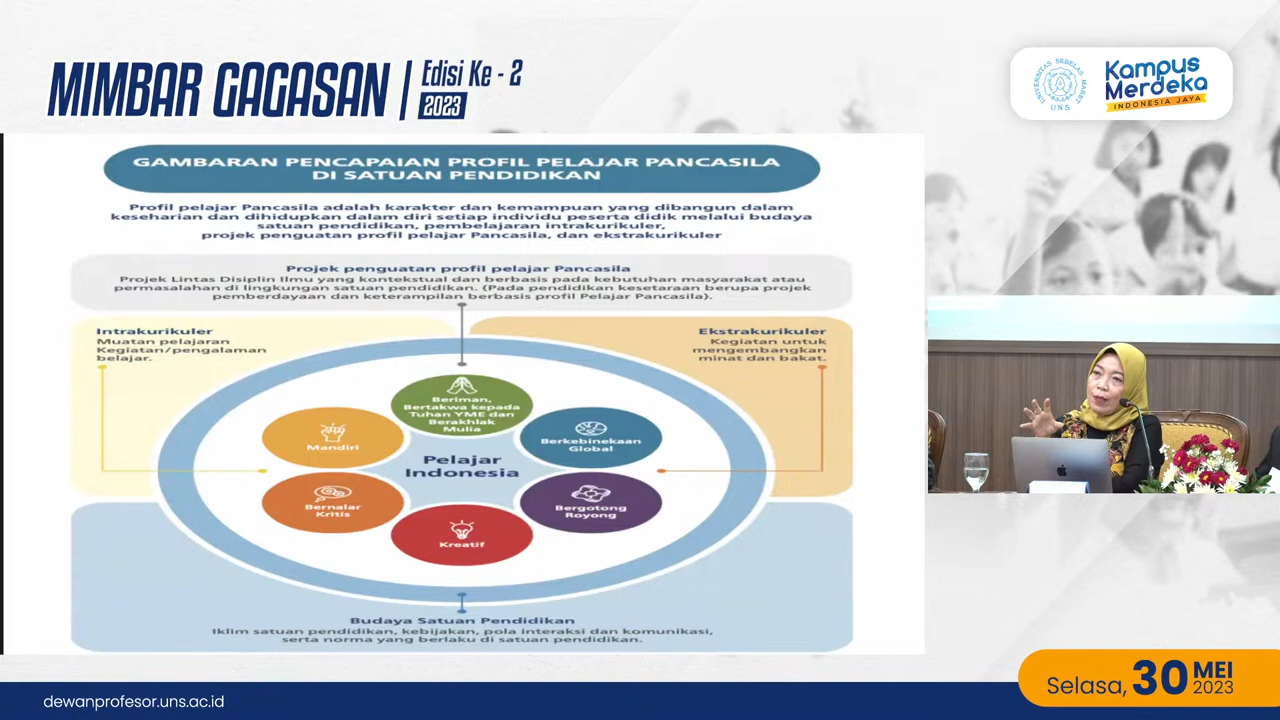 MIMBAR GAGASAN
Edisi Ke - 2
2023
UNIVERSITAS SEBELAS MARET
UNS
Kampus
Merdeka
INDONESIA JAYA
GAMBARAN PENCAPAIAN PROFIL PELAJAR PANCASILA
DI SATUAN PENDIDIKAN
Profil pelajar Pancasila adalah karakter dan kemampuan yang dibangun dalam
keseharian dan dihidupkan dalam diri setiap individu peserta didik melalui budaya
satuan pendidikan, pembelajaran intrakurikuler,
projek penguatan profil pelajar Pancasila, dan ekstrakurikuler
Projek penguatan profil pelajar Pancasila
Projek Lintas Disiplin Ilmu yang kontekstual dan berbasis pada kebutuhan masyarakat atau
permasalahan di lingkungan satuan pendidikan. (Pada pendidikan kesetaraan berupa projek
pemberdayaan dan keterampilan berbasis profil Pelajar Pancasila).
Intrakurikuler
Muatan pelajaran
Kegiatan/pengalaman
belajar.
Ekstrakurikuler
Kegiatan untuk
mengembangkan
minat dan bakat.
Beriman,
Bertakwa kepada
Tuhan YME dan
Berakhlak
Mulia
Mandiri
Berkebinekaan
Global
Pelajar
Indonesia
Bernalar
Kritis
Bergotong
Royong
Kreatif
Budaya Satuan Pendidikan
Iklim satuan pendidikan, kebijakan, pola interaksi dan komunikasi,
serta norma yang berlaku di satuan pendidikan.
dewanprofesor.uns.ac.id
Selasa, 30 MEI
2023